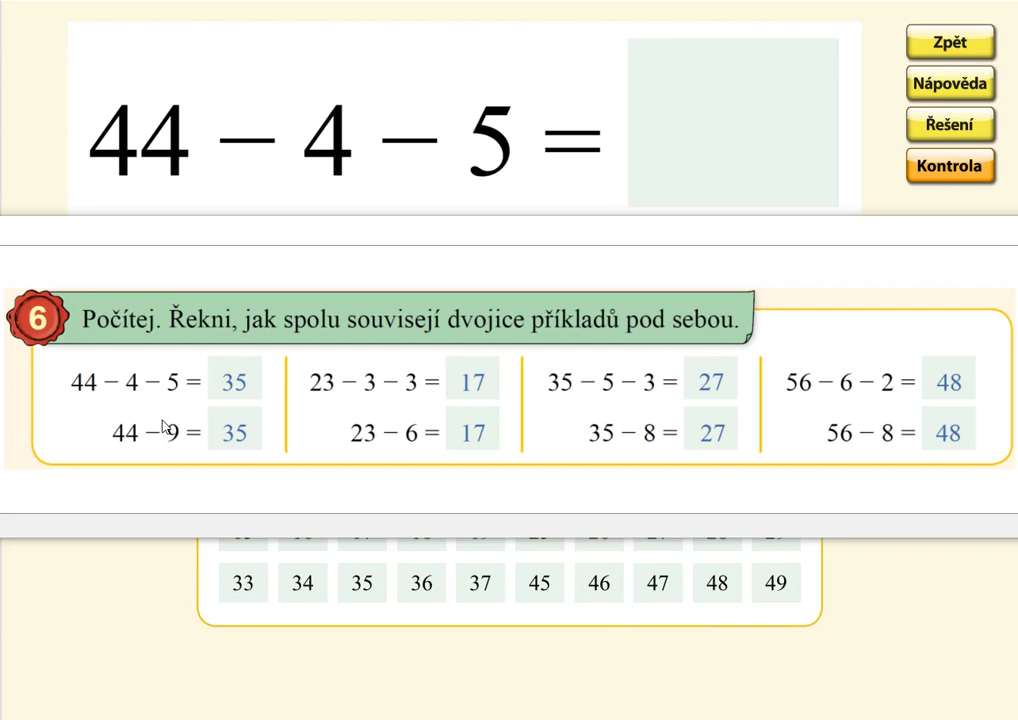 44 – 4 – 5 =
Zpět
Nápověda
Řešení
Kontrola
6 Počítej. Řekni, jak spolu souvisejí dvojice příkladů pod sebou.
44 – 4 – 5 = 35 23 – 3 – 3 = 17 35 – 5 – 3 = 27 56 – 6 – 2 = 48
44 – 9 = 35 23 – 6 = 17 35 – 8 = 27 56 – 8 = 48
33 34 35 36 37 45 46 47 48 49